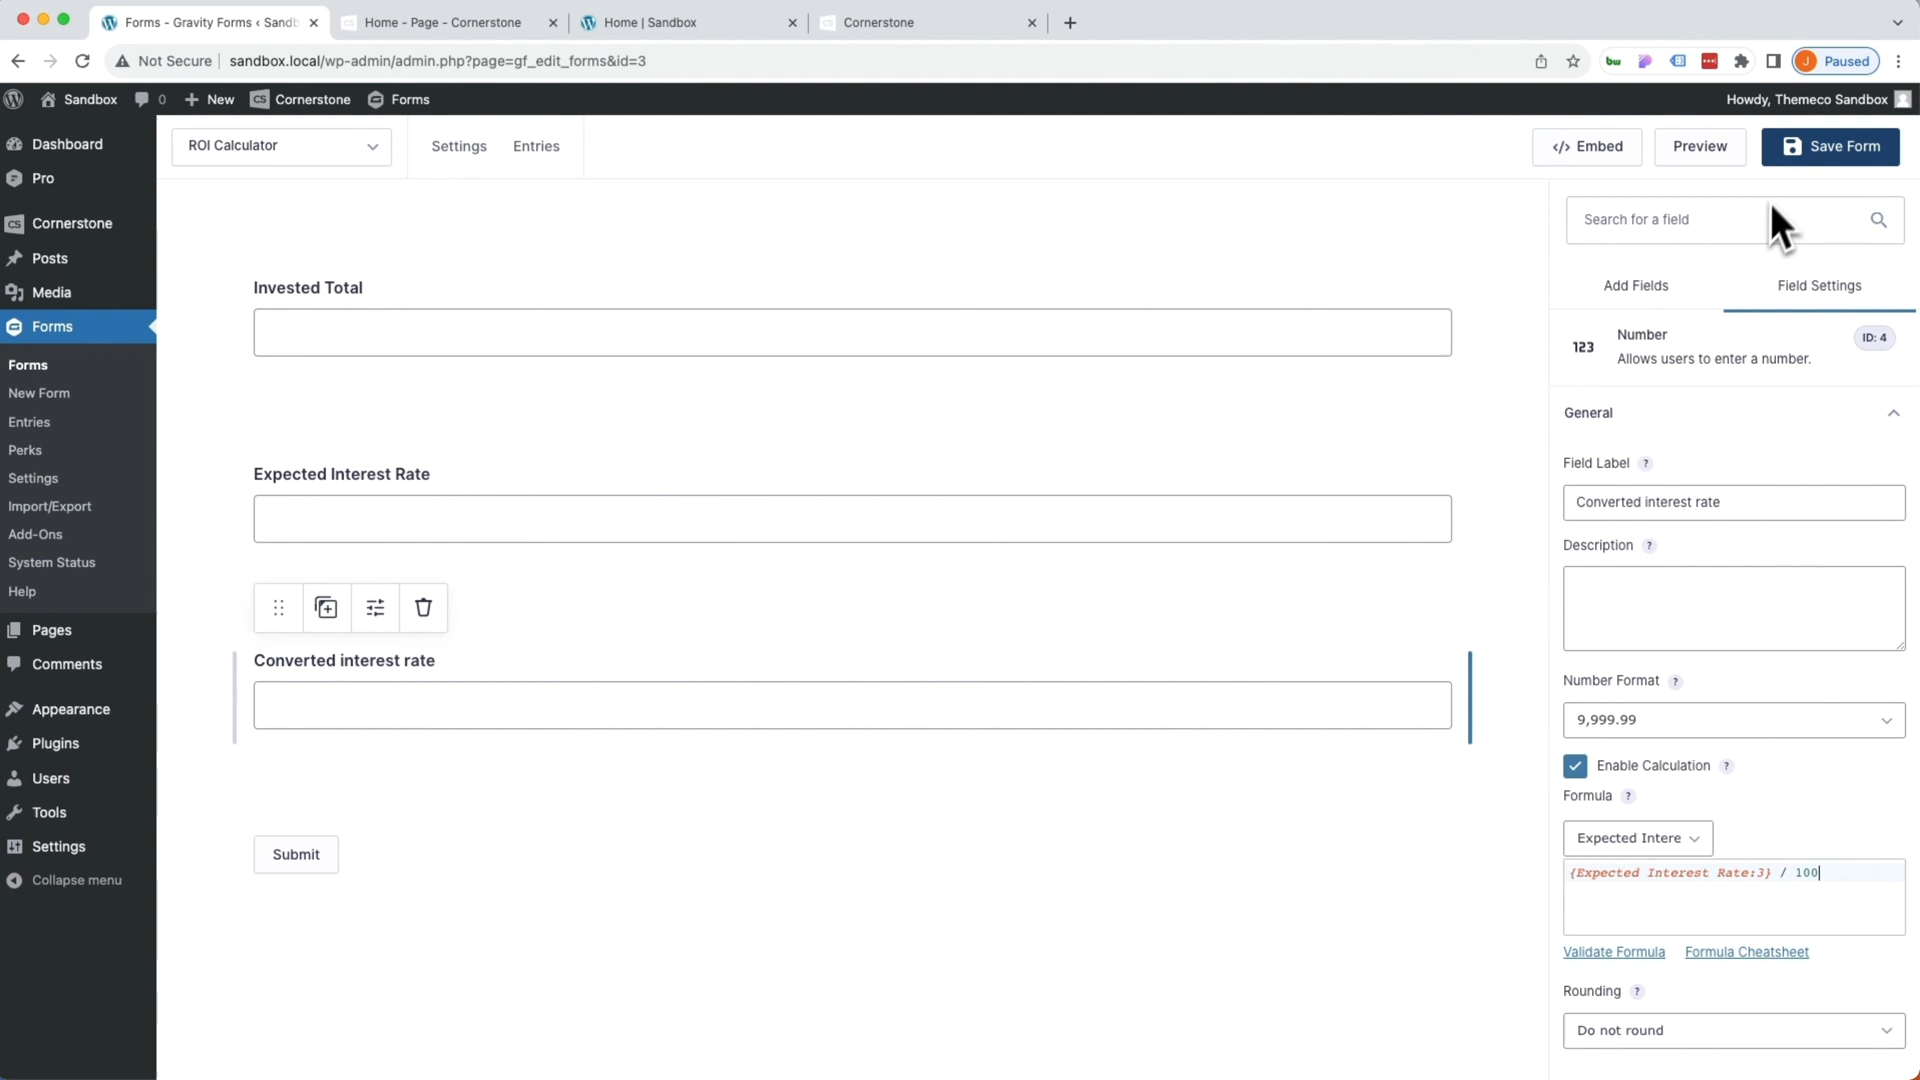 Forms - Gravity Forms ‹ Sandb
Home - Page - Cornerstone
Home | Sandbox
Cornerstone
Not Secure
sandbox.local/wp-admin/admin.php?page=gf_edit_forms&id=3
bw
J
Paused
Sandbox
0
New
CS
Cornerstone
Forms
Howdy, Themeco Sandbox
Dashboard
Pro
CS
Cornerstone
Posts
Media
Forms
Forms
New Form
Entries
Perks
Settings
Import/Export
Add-Ons
System Status
Help
Pages
Comments
Appearance
Plugins
Users
Tools
Settings
Collapse menu
ROI Calculator
Settings
Entries
</> Embed
Preview
Save Form
Invested Total
Expected Interest Rate
Converted interest rate
Submit
Search for a field
Add Fields
Field Settings
123
Number
ID: 4
Allows users to enter a number.
General
Field Label ?
Converted interest rate
Description ?
Number Format ?
9,999.99
Enable Calculation ?
Formula ?
Expected Intere
{Expected Interest Rate:3} / 100
Validate Formula
Formula Cheatsheet
Rounding ?
Do not round